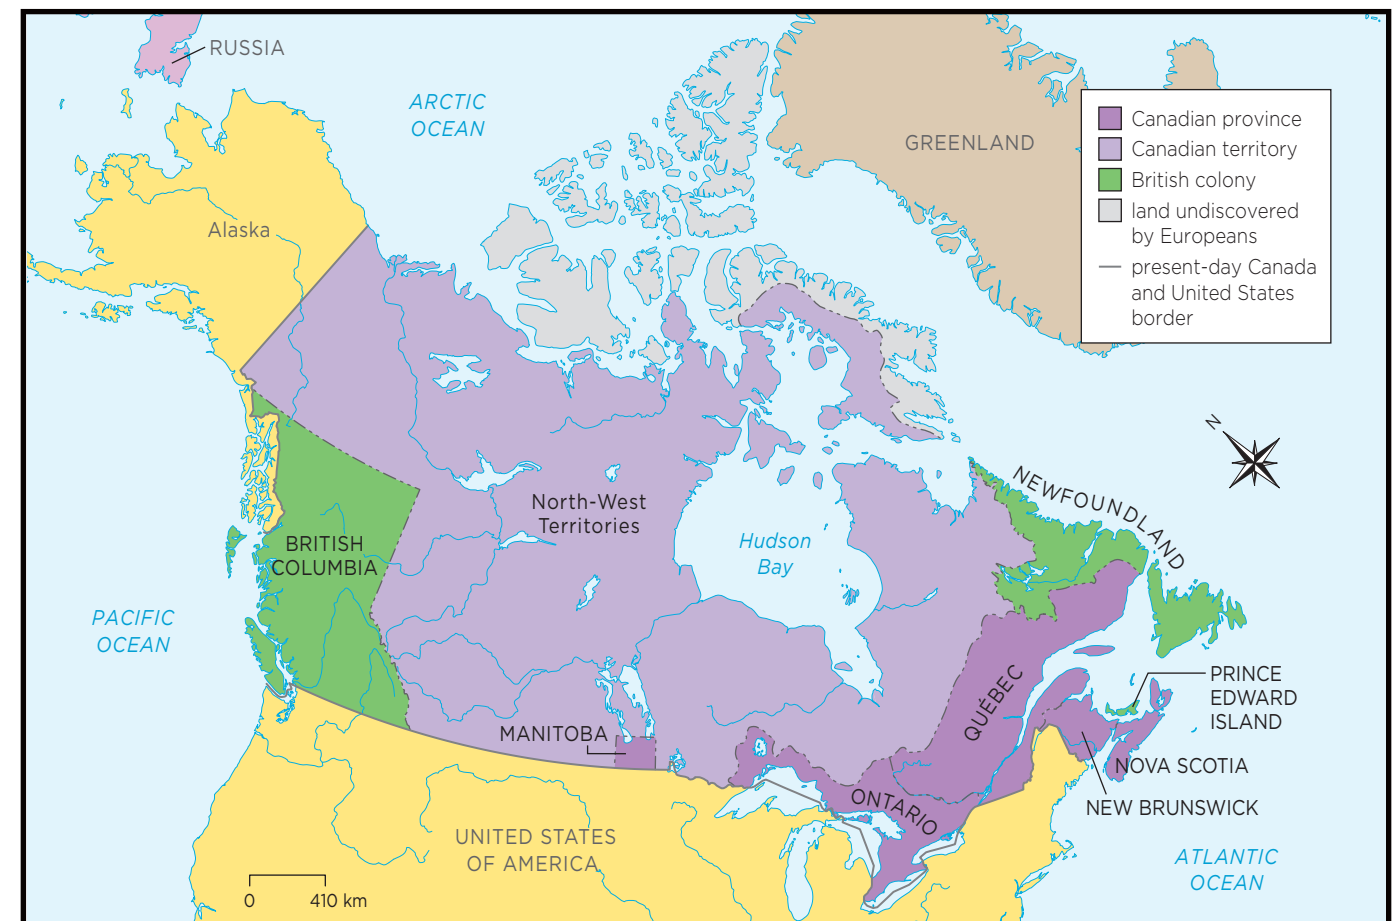 RUSSIA
ARCTIC
OCEAN
GREENLAND
Canadian province
Canadian territory
British colony
land undiscovered
by Europeans
present-day Canada
and United States
border
Alaska
N
North-West
Territories
NEWFOUNDLAND
Hudson
Bay
BRITISH
COLUMBIA
PACIFIC
OCEAN
QUÉBEC
PRINCE
EDWARD
ISLAND
MANITOBA
NOVA SCOTIA
ONTARIO
NEW BRUNSWICK
UNITED STATES
OF AMERICA
ATLANTIC
OCEAN
0 410 km